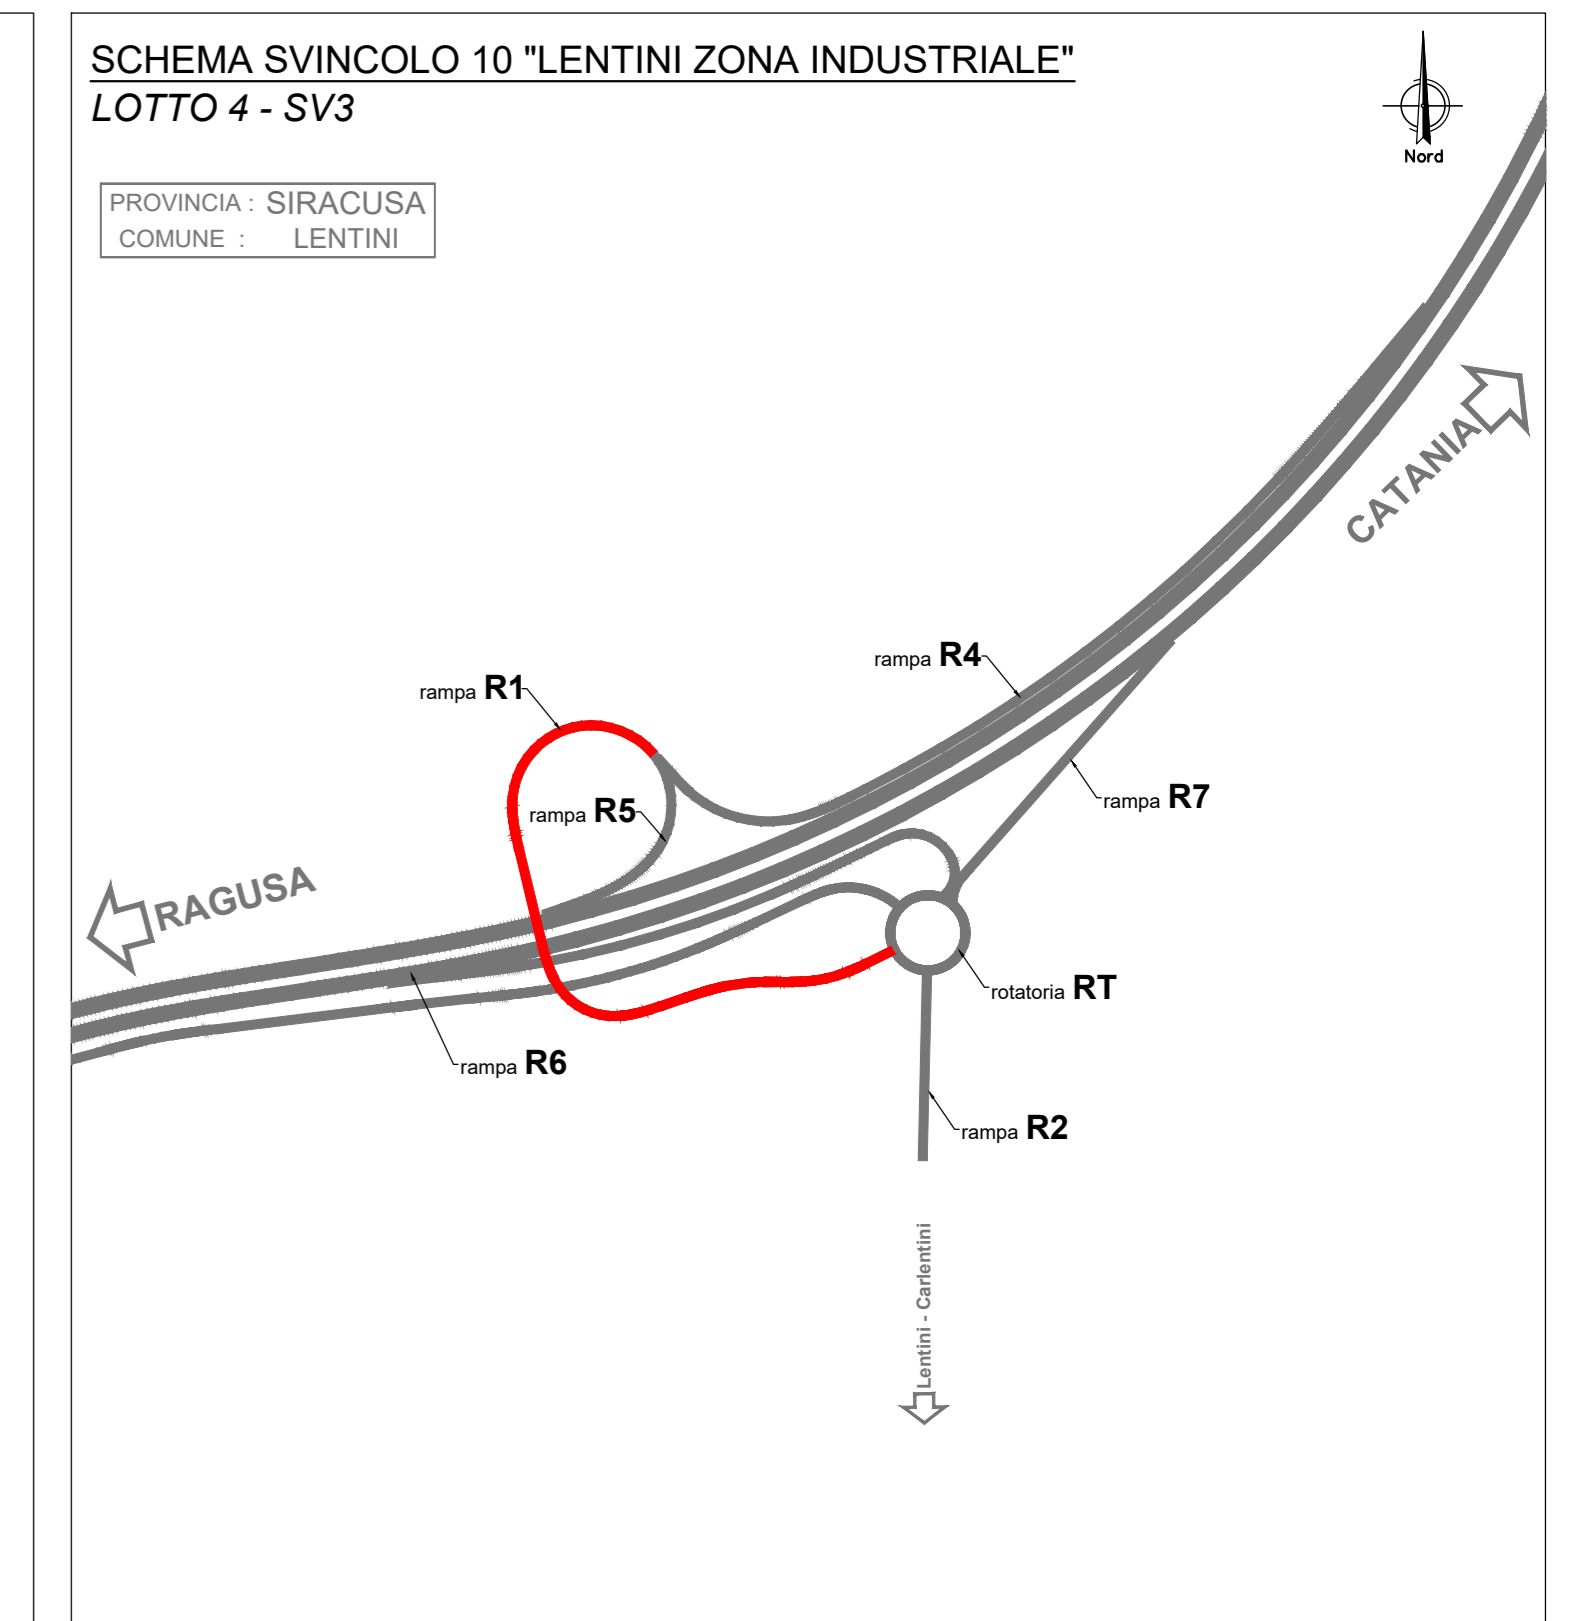 SCHEMA SVINCOLO 10 "LENTINI ZONA INDUSTRIALE"
LOTTO 4 - SV3
Nord
PROVINCIA : SIRACUSA
COMUNE : LENTINI
CATANIA
rampa R4
rampa R1
rampa R7
rampa R5
RAGUSA
rotatoria RT
rampa R6
rampa R2
Lentini - Carlentini